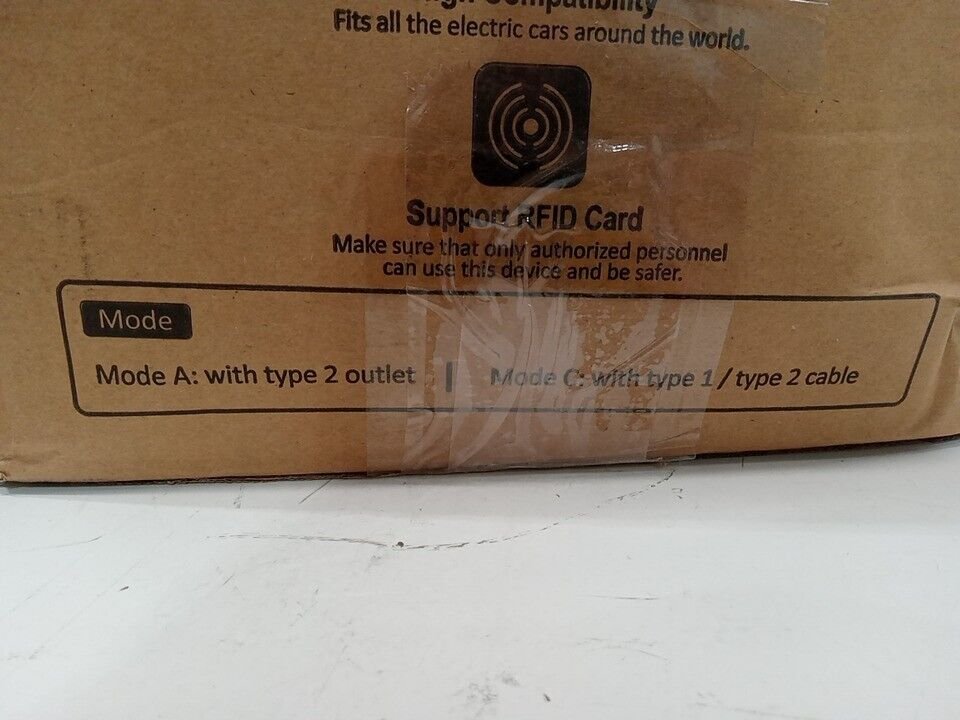 Compatibility
Fits all the electric cars around the world.
Support RFID Card
Make sure that only authorized personnel
can use this device and be safer.
Mode
Mode A: with type 2 outlet | Mode C: with type 1 / type 2 cable